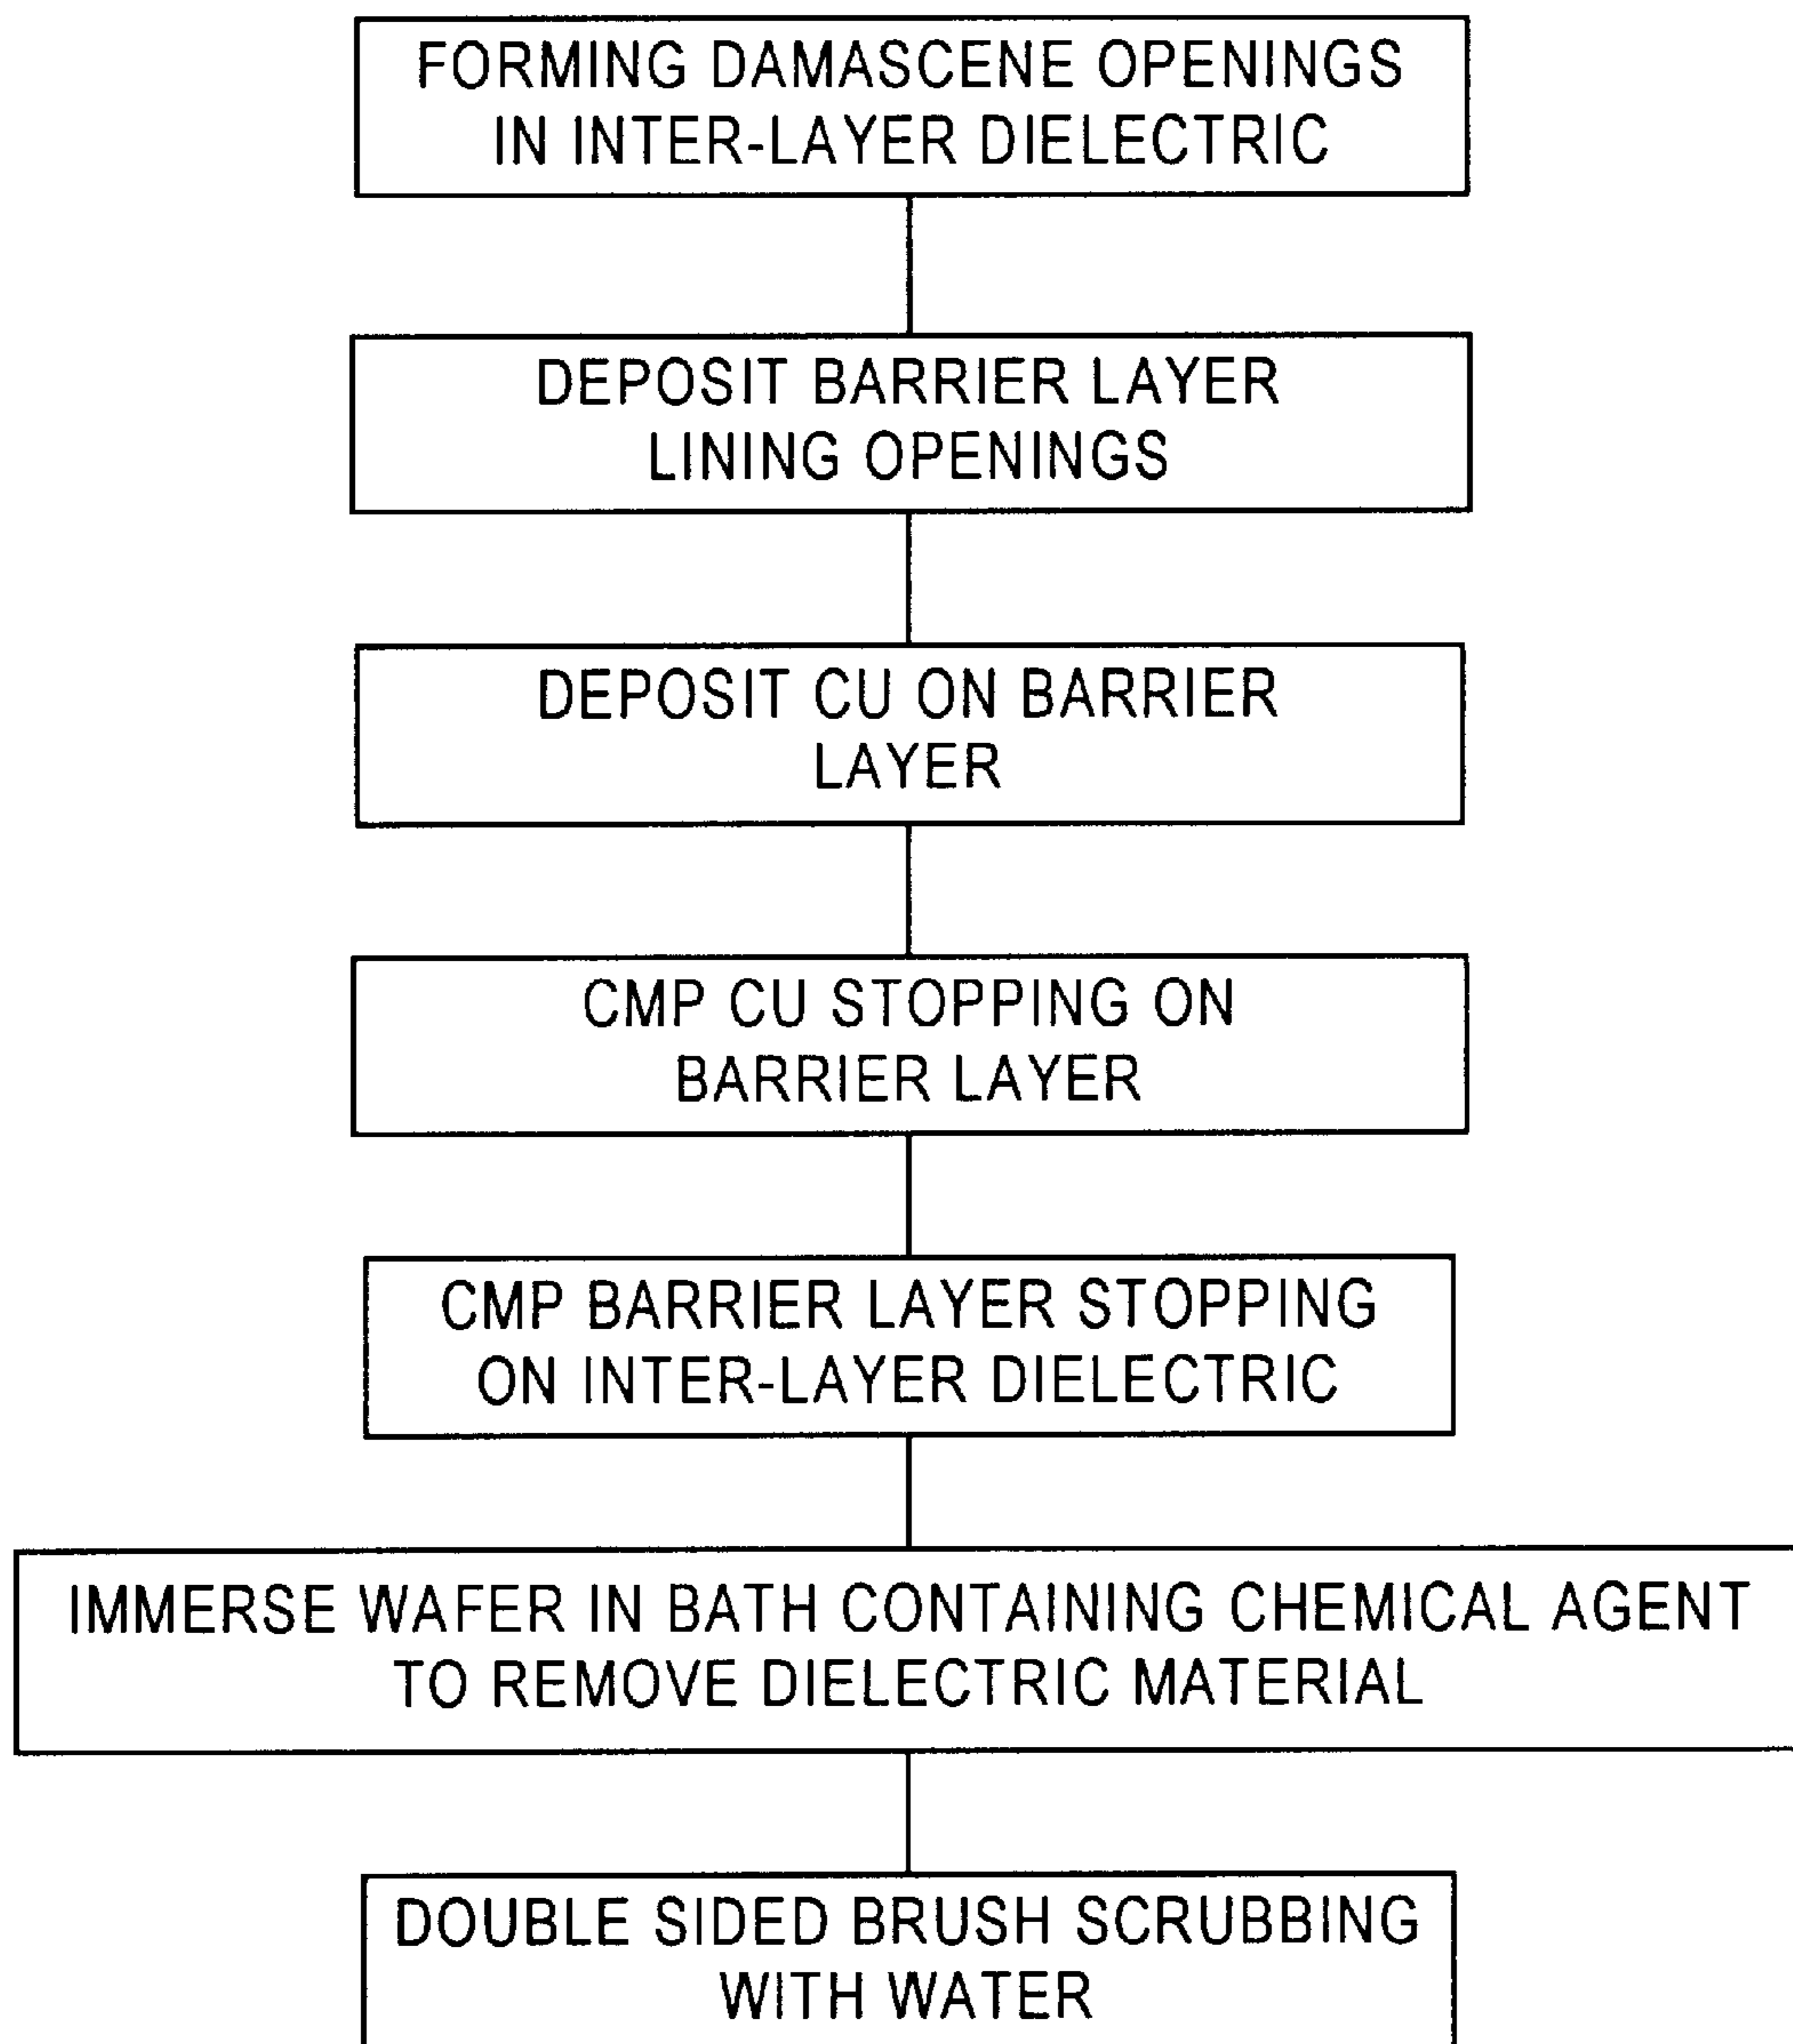 FORMING DAMASCENE OPENINGS
IN INTER-LAYER DIELECTRIC
DEPOSIT BARRIER LAYER
LINING OPENINGS
DEPOSIT CU ON BARRIER
LAYER
CMP CU STOPPING ON
BARRIER LAYER
CMP BARRIER LAYER STOPPING
ON INTER-LAYER DIELECTRIC
IMMERSE WAFER IN BATH CONTAINING CHEMICAL AGENT
TO REMOVE DIELECTRIC MATERIAL
DOUBLE SIDED BRUSH SCRUBBING
WITH WATER